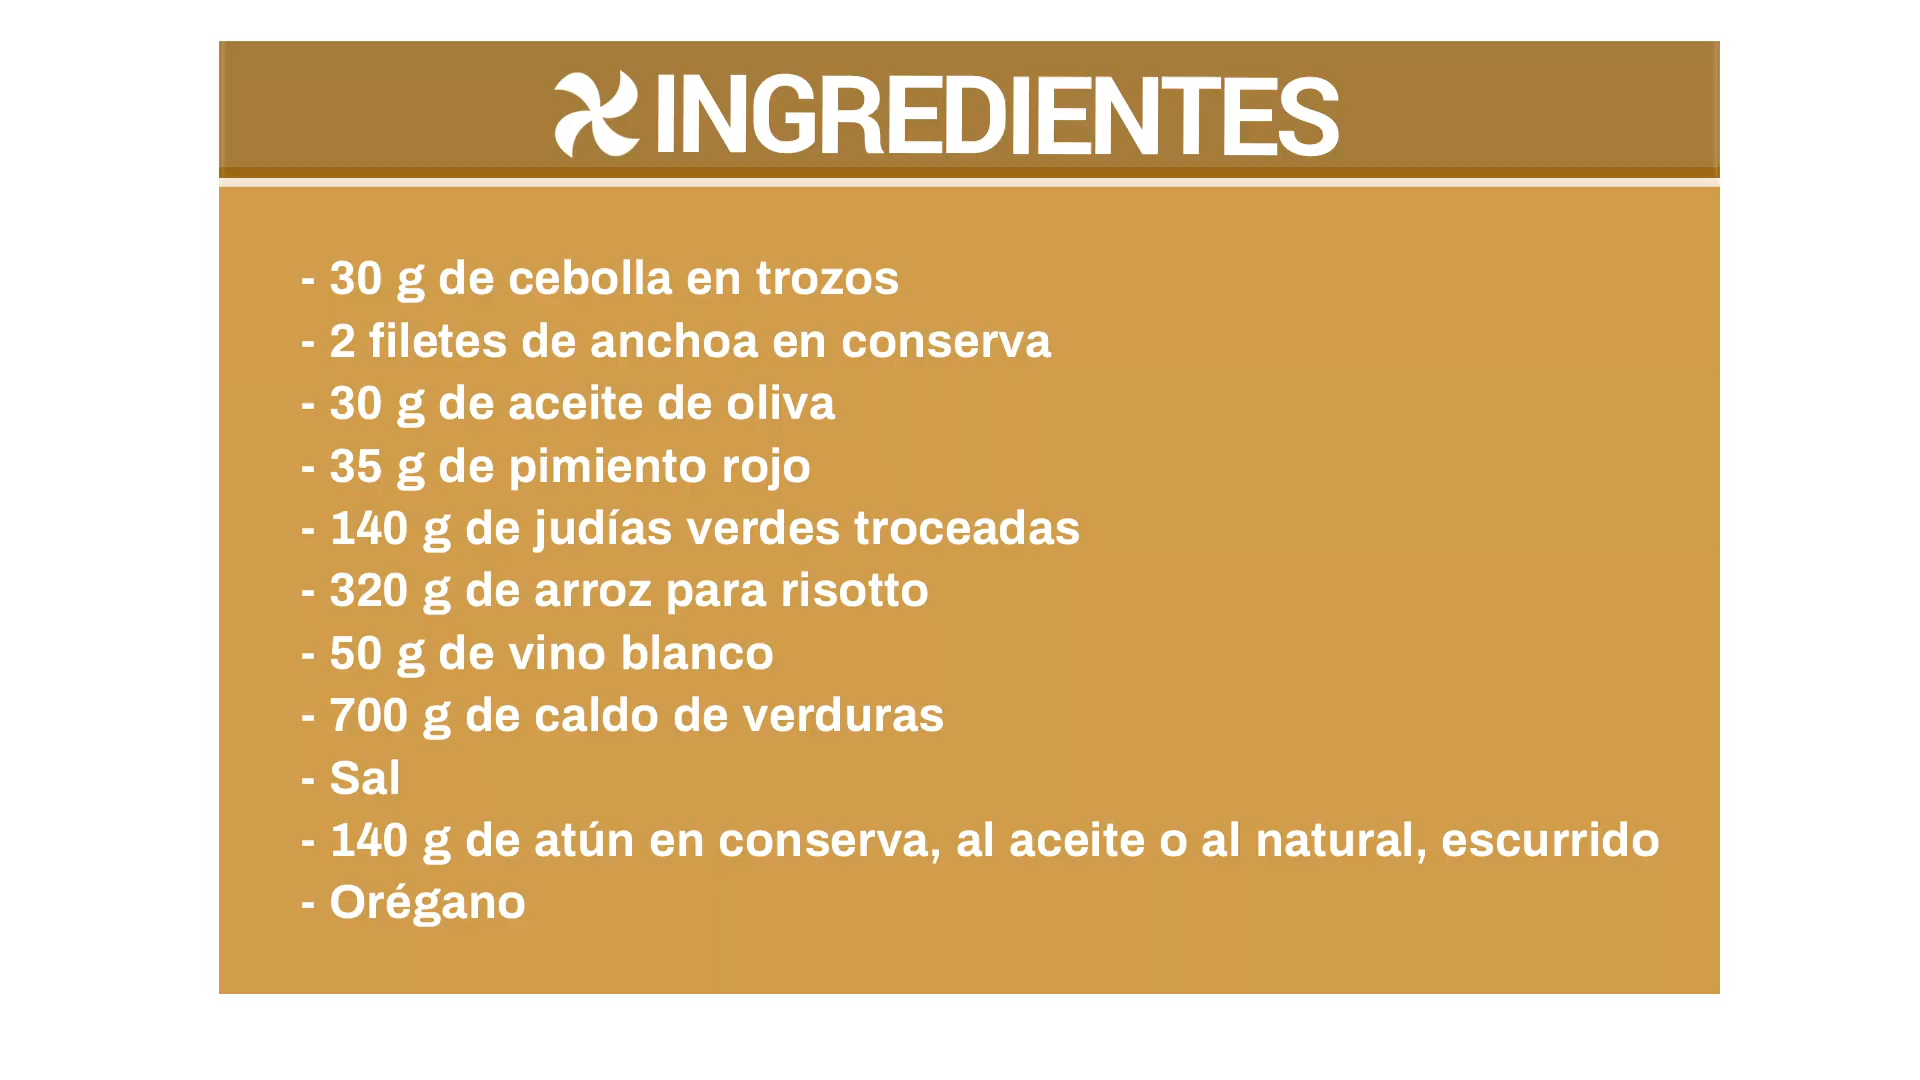 INGREDIENTES
- 30 g de cebolla en trozos
- 2 filetes de anchoa en conserva
- 30 g de aceite de oliva
- 35 g de pimiento rojo
- 140 g de judías verdes troceadas
- 320 g de arroz para risotto
- 50 g de vino blanco
- 700 g de caldo de verduras
- Sal
- 140 g de atún en conserva, al aceite o al natural, escurrido
- Orégano